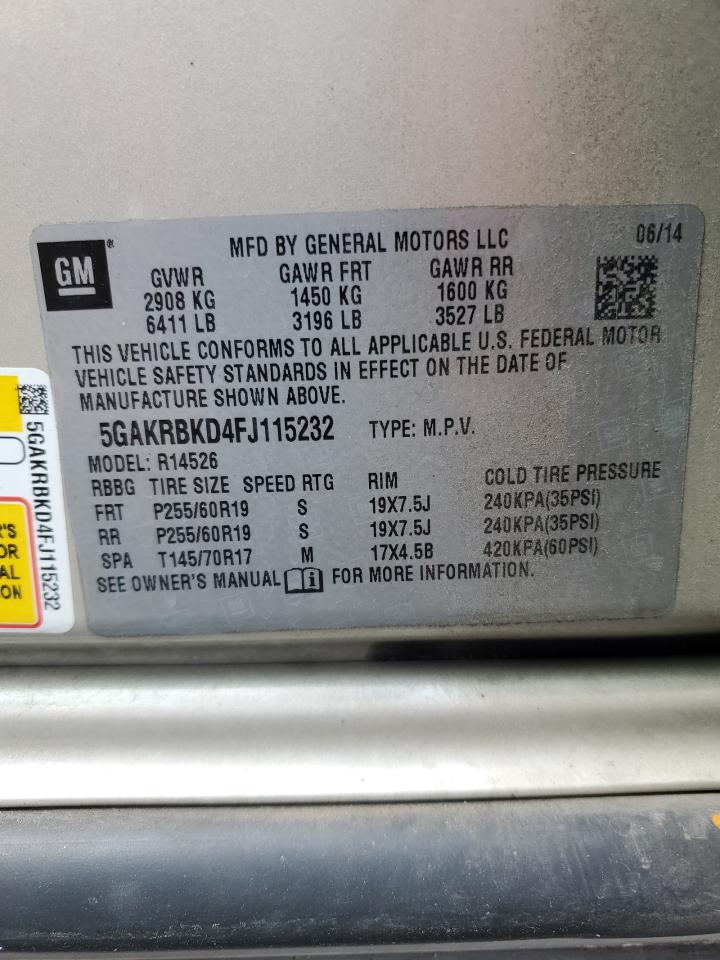 GM®
MFD BY GENERAL MOTORS LLC 06/14
GVWR GAWR FRT GAWR RR
2908 KG 1450 KG 1600 KG
6411 LB 3196 LB 3527 LB
THIS VEHICLE CONFORMS TO ALL APPLICABLE U.S. FEDERAL MOTOR
VEHICLE SAFETY STANDARDS IN EFFECT ON THE DATE OF
MANUFACTURE SHOWN ABOVE.
5GAKRBKD4FJ115232 TYPE: M.P.V.
MODEL: R14526
RBBG TIRE SIZE SPEED RTG RIM COLD TIRE PRESSURE
FRT P255/60R19 S 19X7.5J 240KPA(35PSI)
RR P255/60R19 S 19X7.5J 240KPA(35PSI)
SPA T145/70R17 M 17X4.5B 420KPA(60PSI)
SEE OWNER'S MANUAL FOR MORE INFORMATION.
5GAKRBKD4FJ115232
'S
OR
AL
ON